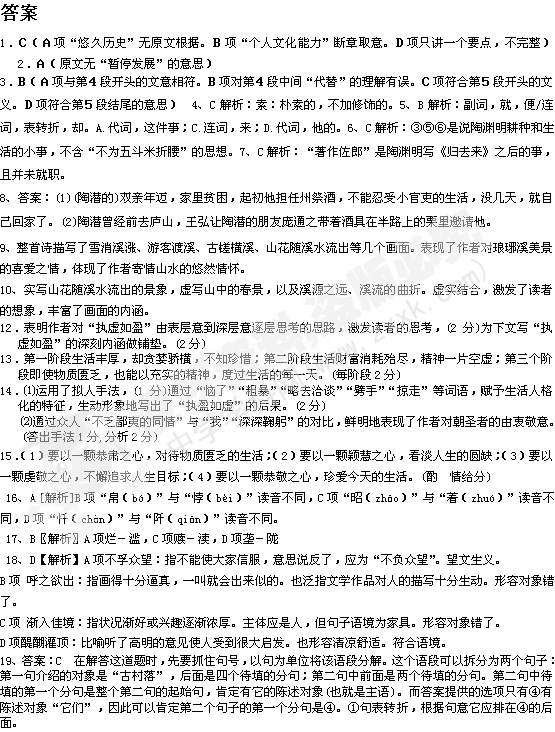 答案
1．C（A项“悠久历史”无原文根据。B项“个人文化能力”断章取意。D项只讲一个要点，不完整）
2．A（原文无“暂停发展”的意思）
3．B（A项与第4段开头的文意相符。B项对第4段中间“代替”的理解有误。C项符合第5段开头的文
义。D项符合第5段结尾的意思） 4、C解析：素：朴素的，不加修饰的。5、B 解析：副词，就，便/连
词，表转折，却。A.代词，这件事；C.连词，来；D.代词，他的。6、C解析：③⑤⑥是说陶渊明耕种和生
活的小事，不含“不为五斗米折腰”的思想。7、C解析：“著作佐郎”是陶渊明写《归去来》之后的事，
且并未就职。
8、答案：(1)(陶潜的)双亲年迈，家里贫困，起初他担任州祭酒，不能忍受小官吏的生活，没几天，就自
己回家了。(2)陶潜曾经前去庐山，王弘让陶潜的朋友庞通之带着酒具在半路上的栗里邀请他。
9、整首诗描写了雪消溪涨、游客渡溪、古槎横溪、山花随溪水流出等几个画面。表现了作者对琅琊溪美景
的喜爱之情，体现了作者寄情山水的悠然情怀。
10、实写山花随溪水流出的景象，虚写山中的春景，以及溪源之远、溪流的曲折。虚实结合，激发了读者
的想象，丰富了画面的内涵。
12．表明作者对“执虚如盈”由表层意到深层意逐层思考的思路，激发读者的思考，(2 分)为下文写“执
虚如盈”的深刻内涵做铺垫。(2分)
13．第一阶段生活丰厚，却贪婪骄横，不知珍惜；第二阶段生活财富消耗殆尽，精神一片空虚；第三个阶
段即使物质匮乏，也能以充实的精神，度过生活的每一天。(每阶段2分)
14．⑴运用了拟人手法，(1 分)通过“恼了”“粗暴”“略去洽谈”“劈手”“掠走”等词语，赋予生活人格
化的特征，生动形象地写出了“执盈如虚”的后果。(2分)
⑵通过众人“不乏鄙夷的同情”与“我”“深深鞠躬”的对比，鲜明地表现了作者对朝圣者的由衷敬意。
(答出手法1分,分析2分)
15．(1)要以一颗恭肃之心，对待物质匮乏的生活；(2)要以一颗颖慧之心，看淡人生的圆缺；(3)要以
一颗虔敬之心，不懈追求人生目标；(4)要以一颗恭敬之心，珍爱今天的生活。(酌 情给分)
16、A[解析]B项“帛(bó)”与“悖(bèi)”读音不同，C项“昭(zhāo)”与“着(zhuó)”读音不
同，D项“忏(chàn)”与“阡(qiān)”读音不同。
17、B〖解析〗A项烂－滥，C项赎－渎，D项垄－陇
18、D【解析】A项不孚众望：指不能使大家信服，意思说反了，应为“不负众望”。望文生义。
B项 呼之欲出：指画得十分逼真，一叫就会出来似的。也泛指文学作品对人的描写十分生动。形容对象错
了。
C项 渐入佳境：指状况渐好或兴趣逐渐浓厚。主体应是人，但句子语境为家具。形容对象错了。
D项醍醐灌顶：比喻听了高明的意见使人受到很大启发。也形容清凉舒适。符合语境。
19、答案：C 在解答这道题时，先要抓住句号，以句为单位将该语段分解。这个语段可以拆分为两个句子：
第一句介绍的对象是“古村落”，后面是四个待填的分句；第二句中前面是两个待填的分句。第二句中待
填的第一个分句是整个第二句的起始句，肯定有它的陈述对象(也就是主语)。而答案提供的选项只有④有
陈述对象“它们”，因此可以肯定第二个句子的第一个分句是④。①句表转折，根据句意它应排在④的后
面。